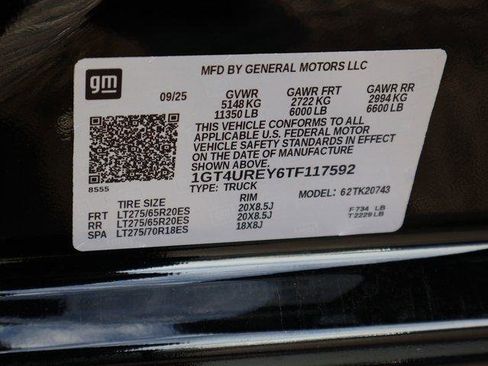 gm
MFD BY GENERAL MOTORS LLC
09/25 GVWR GAWR FRT GAWR RR
5148 KG 2722 KG 2994 KG
11350 LB 6000 LB 6600 LB
THIS VEHICLE CONFORMS TO ALL
APPLICABLE U.S. FEDERAL MOTOR
VEHICLE SAFETY STANDARDS IN EFFECT
ON THE DATE OF MANUFACTURE SHOWN ABOVE.
1GT4UREY6TF117592
8555 TYPE: TRUCK MODEL: 62TK20743
TIRE SIZE RIM
FRT LT275/65R20ES 20X8.5J F 734 LB
RR LT275/65R20ES 20X8.5J T 2229 LB
SPA LT275/70R18ES 18X8J